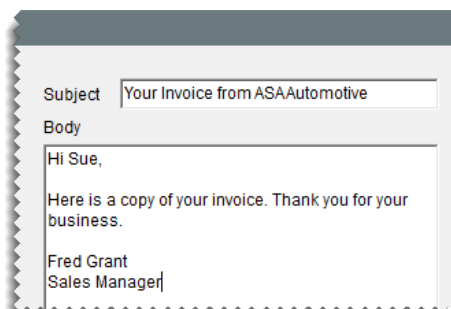 Subject Your Invoice from ASAAutomotive
Body
Hi Sue,
Here is a copy of your invoice. Thank you for your
business.
Fred Grant
Sales Manager